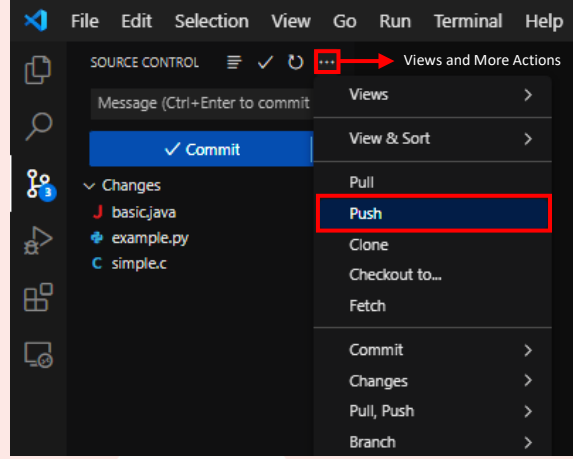 File Edit Selection View Go Run Terminal Help
SOURCE CONTROL
Views and More Actions
Message (Ctrl+Enter to commit
Commit
Changes
J basic.java
example.py
C simple.c
3
Views
View & Sort
Pull
Push
Clone
Checkout to...
Fetch
Commit
Changes
Pull, Push
Branch